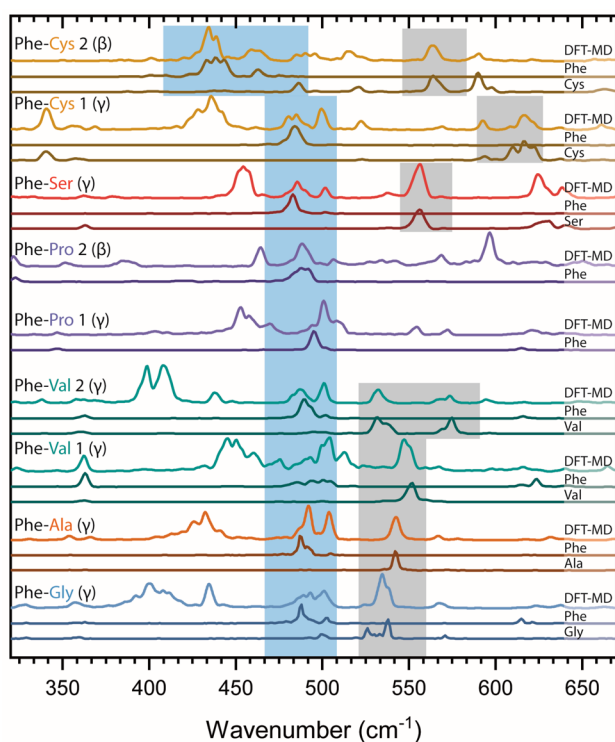 Phe-Cys 2 (β)
DFT-MD
Phe
Cys
Phe-Cys 1 (γ)
DFT-MD
Phe
Cys
Phe-Ser (γ)
DFT-MD
Phe
Ser
Phe-Pro 2 (β)
DFT-MD
Phe
Phe-Pro 1 (γ)
DFT-MD
Phe
Phe-Val 2 (γ)
DFT-MD
Phe
Val
Phe-Val 1 (γ)
DFT-MD
Phe
Val
Phe-Ala (γ)
DFT-MD
Phe
Ala
Phe-Gly (γ)
DFT-MD
Phe
Gly
350 400 450 500 550 600 650
Wavenumber (cm-1)